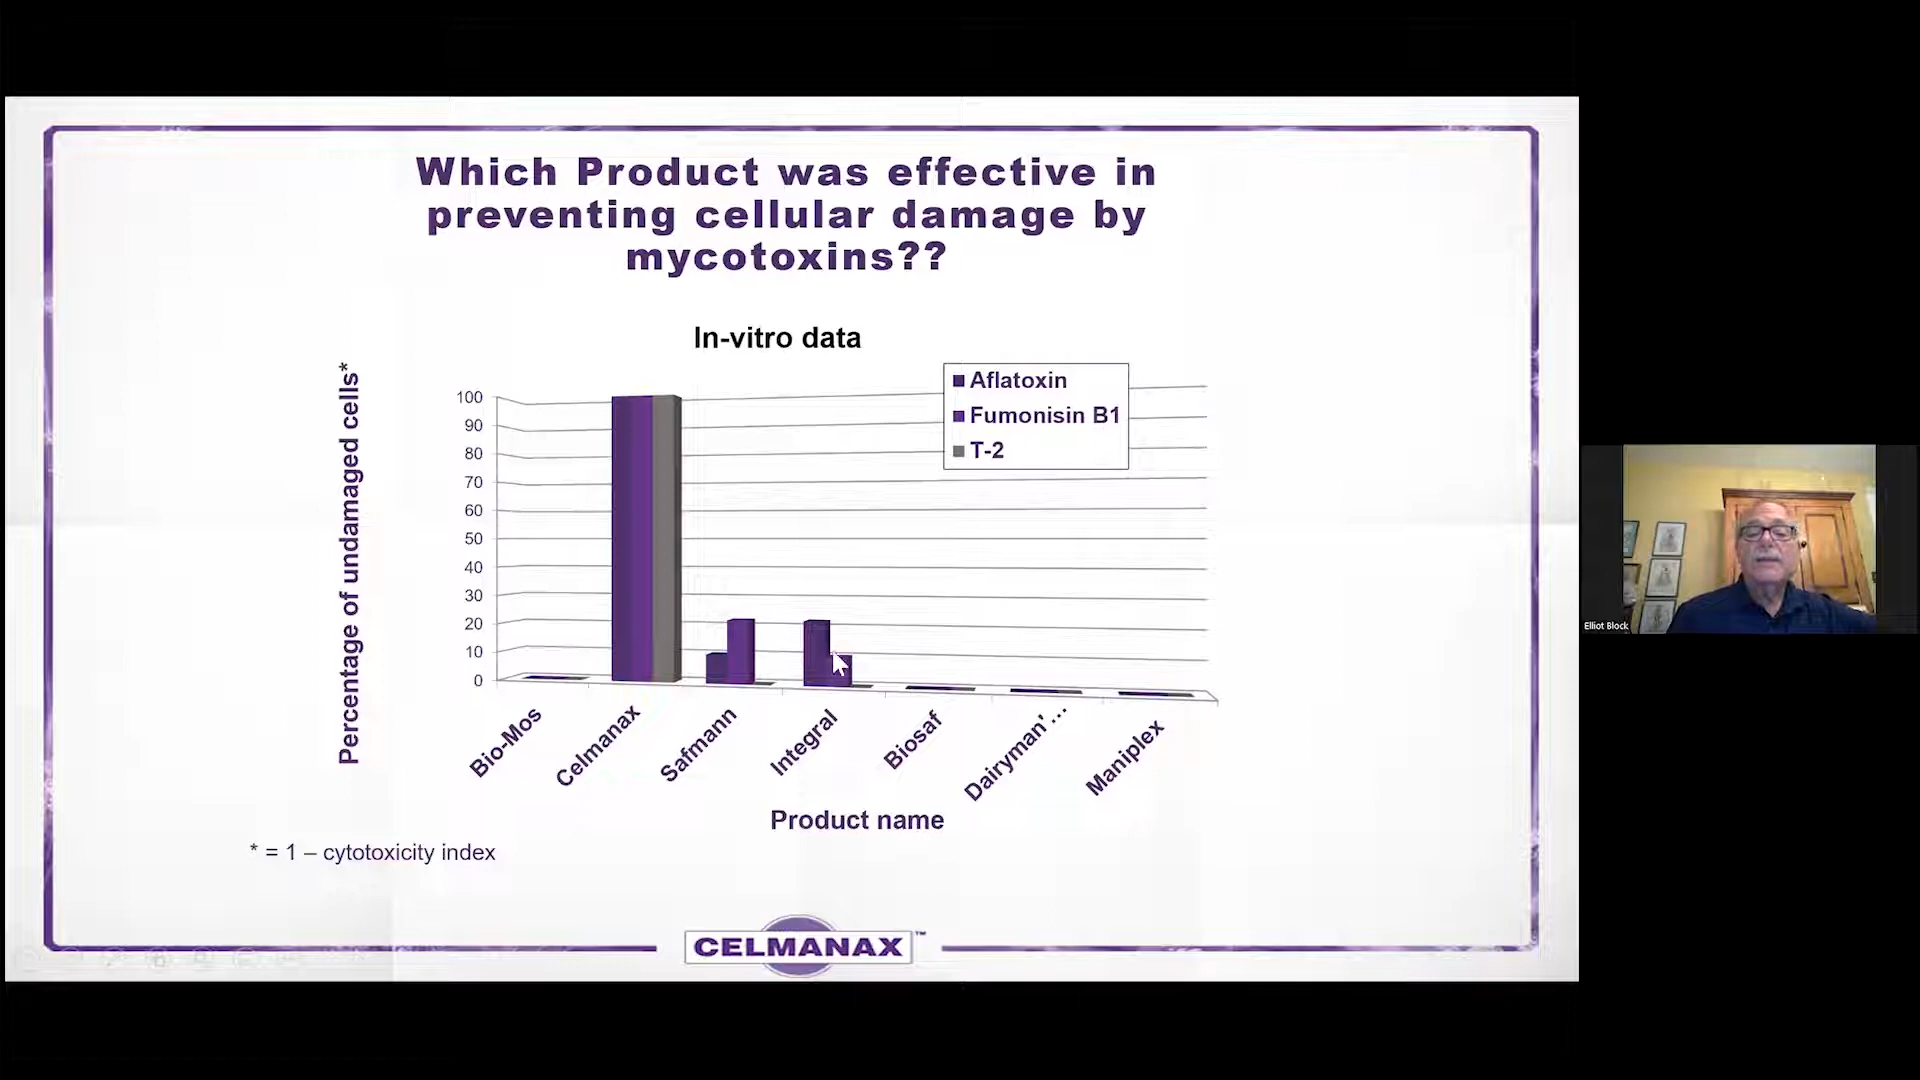 Which Product was effective in
preventing cellular damage by
mycotoxins??
In-vitro data
Percentage of undamaged cells*
100
90
80
70
60
50
40
30
20
10
0
Aflatoxin
Fumonisin B1
T-2
Bio-Mos
Celmanax
Safmann
Integral
Biosaf
Dairyman'...
Maniplex
Product name
* = 1 – cytotoxicity index
CELMANAX™
Elliot Block